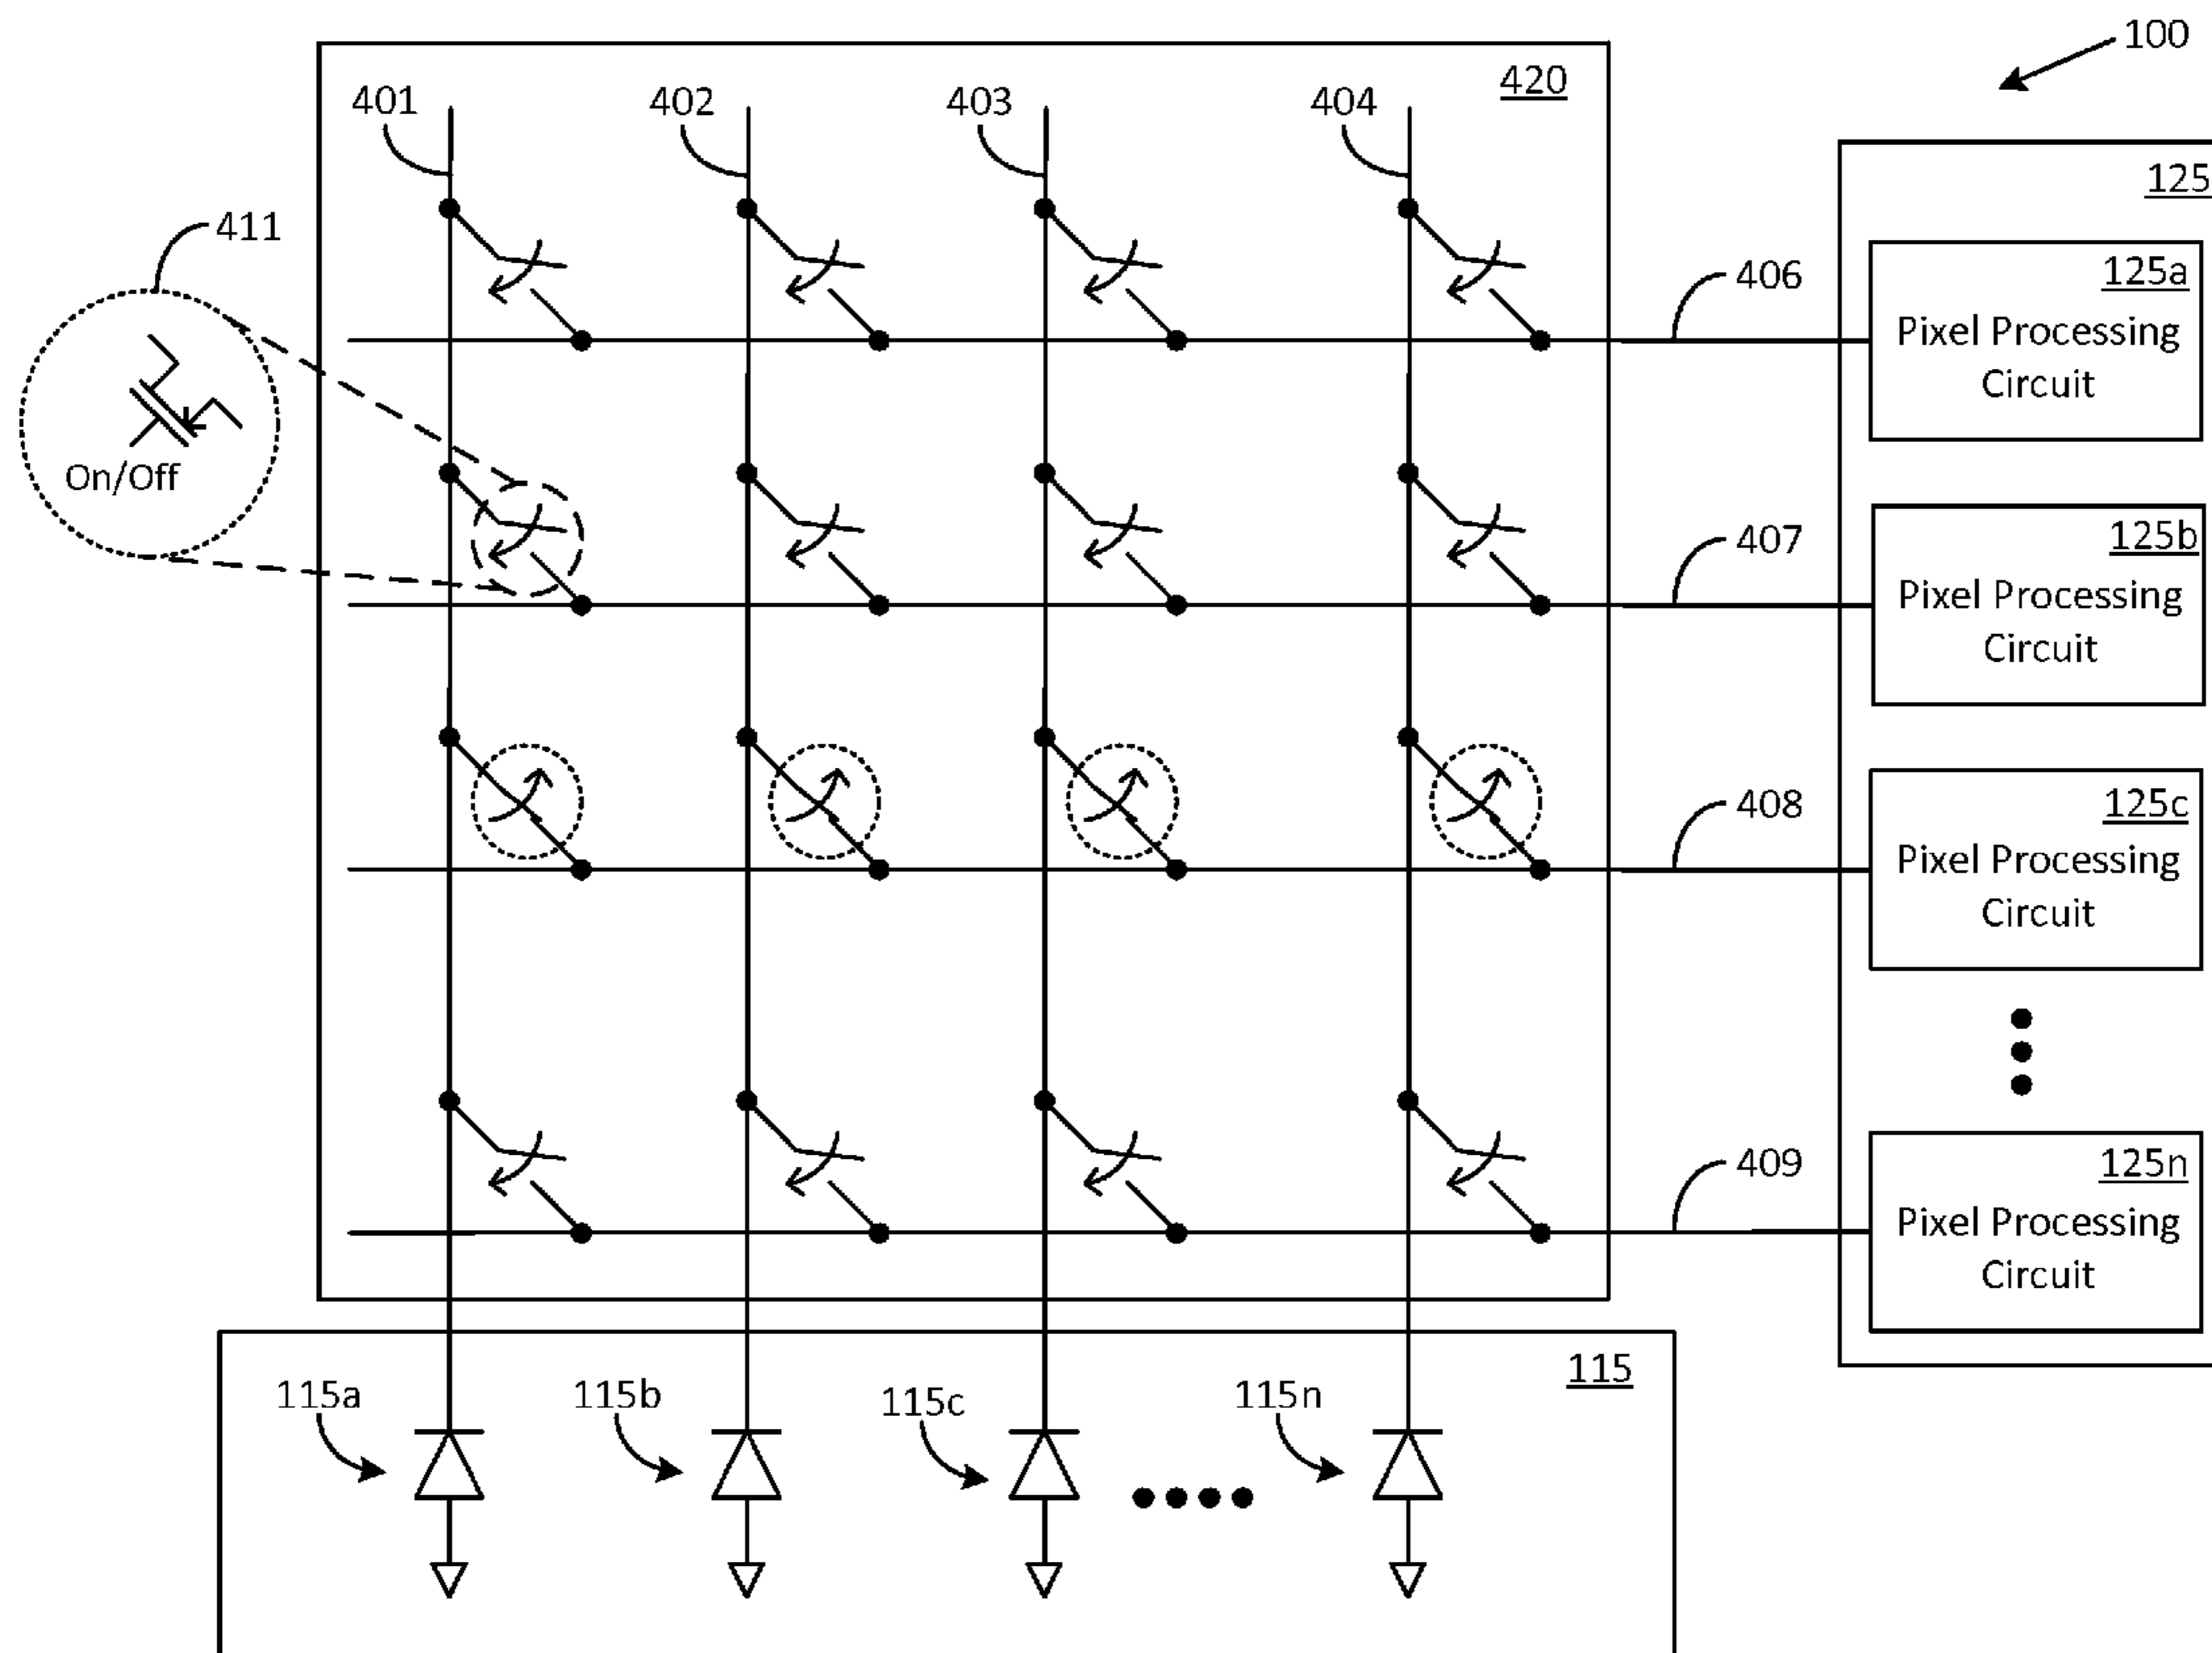 100
420
401
402
403
404
125
411
On/Off
406
125a
Pixel Processing
Circuit
407
125b
Pixel Processing
Circuit
408
125c
Pixel Processing
Circuit
409
125n
Pixel Processing
Circuit
115
115a
115b
115c
115n